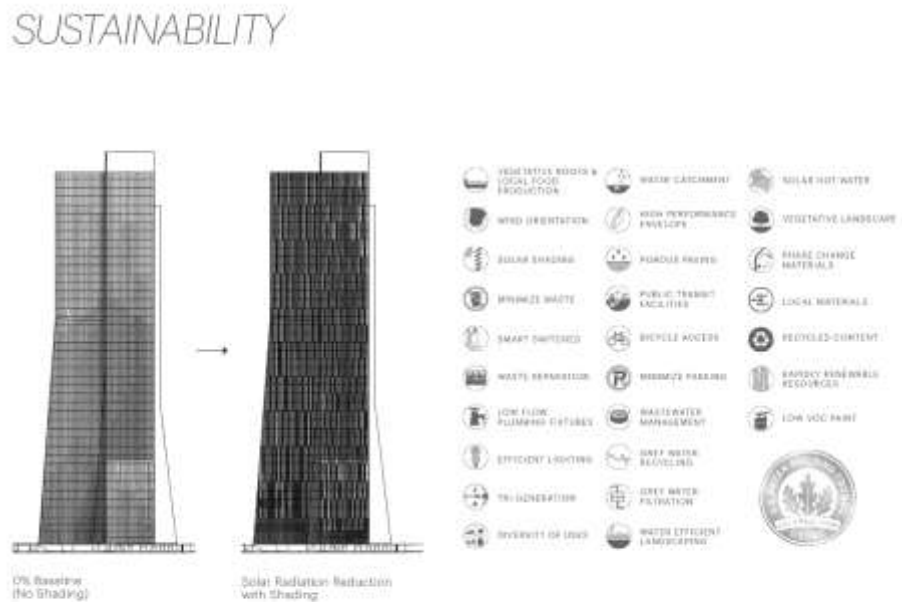 SUSTAINABILITY
VEGETATIVE ROOFS &
LOCAL FOOD
PRODUCTION
WIND ORIENTATION
SOLAR SHADING
MINIMIZE WASTE
SMART SWITCHED
WASTE SEPARATION
LOW FLOW
PLUMBING FIXTURES
EFFICIENT LIGHTING
TRI GENERATION
DIVERSITY OF USES
WATER CATCHMENT
HIGH PERFORMANCE
ENVELOPE
POROUS PAVING
PUBLIC TRANSIT
FACILITIES
BICYCLE ACCESS
MINIMIZE PARKING
WASTEWATER
MANAGEMENT
GREY WATER
RECYCLING
GREY WATER
FILTRATION
WATER EFFICIENT
LANDSCAPING
SOLAR HOT WATER
VEGETATIVE LANDSCAPE
PHASE CHANGE
MATERIALS
LOCAL MATERIALS
RECYCLED CONTENT
RAPIDLY RENEWABLE
RESOURCES
LOW VOC PAINT
0% Baseline
(No Shading)
Solar Radiation Reduction
with Shading